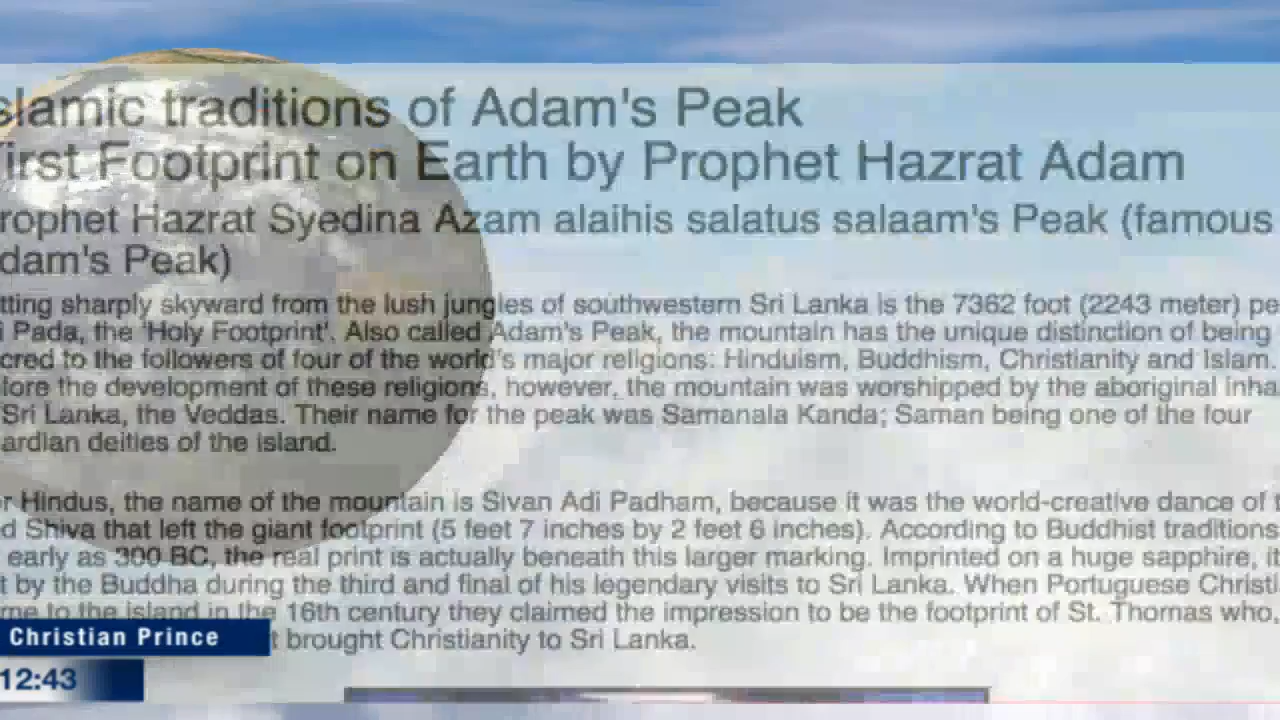 slamic traditions of Adam's Peak
irst Footprint on Earth by Prophet Hazrat Adam
rophet Hazrat Syedina Azam alaihis salatus salaam's Peak (famous
dam's Peak)
tting sharply skyward from the lush jungles of southwestern Sri Lanka is the 7362 foot (2243 meter) pe
i Pada, the 'Holy Footprint'. Also called Adam's Peak, the mountain has the unique distinction of being
cred to the followers of four of the world's major religions: Hinduism, Buddhism, Christianity and Islam.
fore the development of these religions, however, the mountain was worshipped by the aboriginal inha
Sri Lanka, the Veddas. Their name for the peak was Samanala Kanda; Saman being one of the four
ardian deities of the island.
r Hindus, the name of the mountain is Sivan Adi Padham, because it was the world-creative dance of
d Shiva that left the giant footprint (5 feet 7 inches by 2 feet 6 inches). According to Buddhist traditions
early as 300 BC, the real print is actually beneath this larger marking. Imprinted on a huge sapphire, it
t by the Buddha during the third and final of his legendary visits to Sri Lanka. When Portuguese Christi
me to the island in the 16th century they claimed the impression to be the footprint of St. Thomas who,
t brought Christianity to Sri Lanka.
Christian Prince
12:43